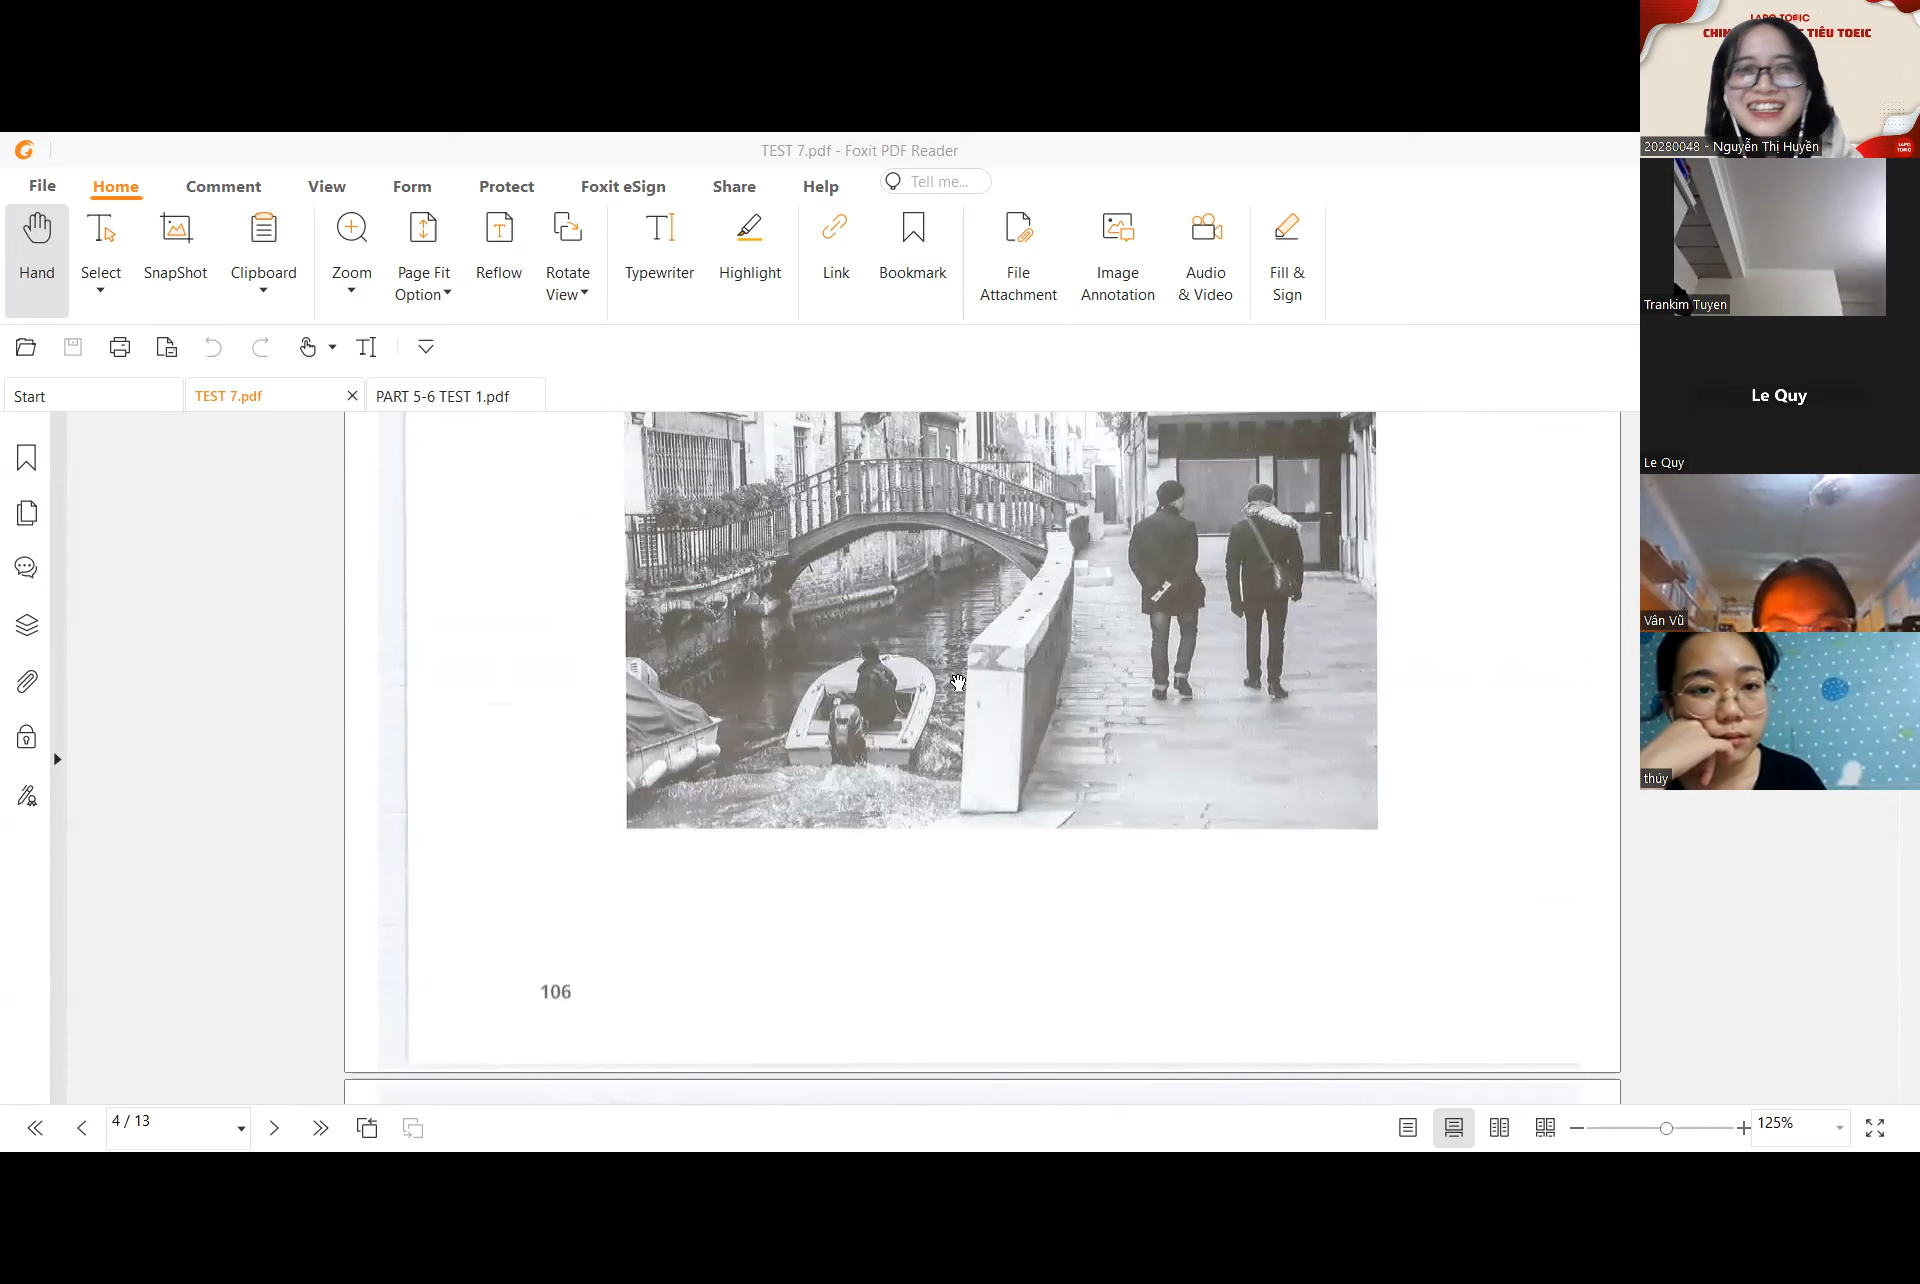 LAPO TOEIC
TIÊU TOEIC
20280048 - Nguyễn Thị Huyền
TEST 7.pdf - Foxit PDF Reader
File
Home
Comment
View
Form
Protect
Foxit eSign
Share
Help
Tell me...
Hand
Select
SnapShot
Clipboard
Zoom
Page Fit
Option
Reflow
Rotate
View
Typewriter
Highlight
Link
Bookmark
File
Attachment
Image
Annotation
Audio
& Video
Fill &
Sign
Trankim Tuyen
Start
TEST 7.pdf
PART 5-6 TEST 1.pdf
Le Quy
Le Quy
Vân Vũ
thúy
106
4 / 13
125%